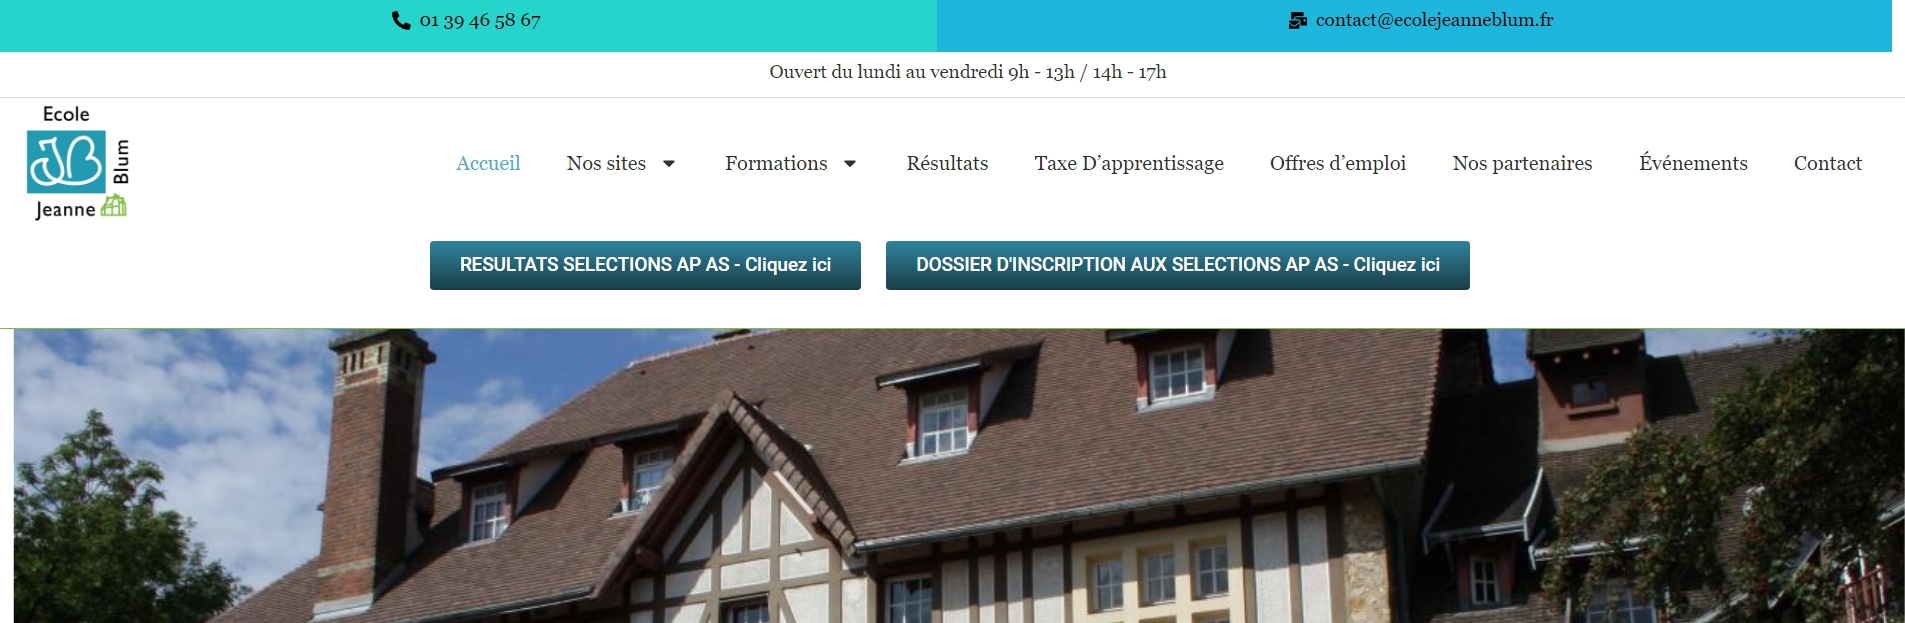 01 39 46 58 67
contact@ecolejeanneblum.fr
Ouvert du lundi au vendredi 9h - 13h / 14h - 17h
Ecole
JB
Blum
Jeanne
Accueil Nos sites Formations Résultats Taxe D’apprentissage Offres d’emploi Nos partenaires Événements Contact
RESULTATS SELECTIONS AP AS - Cliquez ici
DOSSIER D'INSCRIPTION AUX SELECTIONS AP AS - Cliquez ici